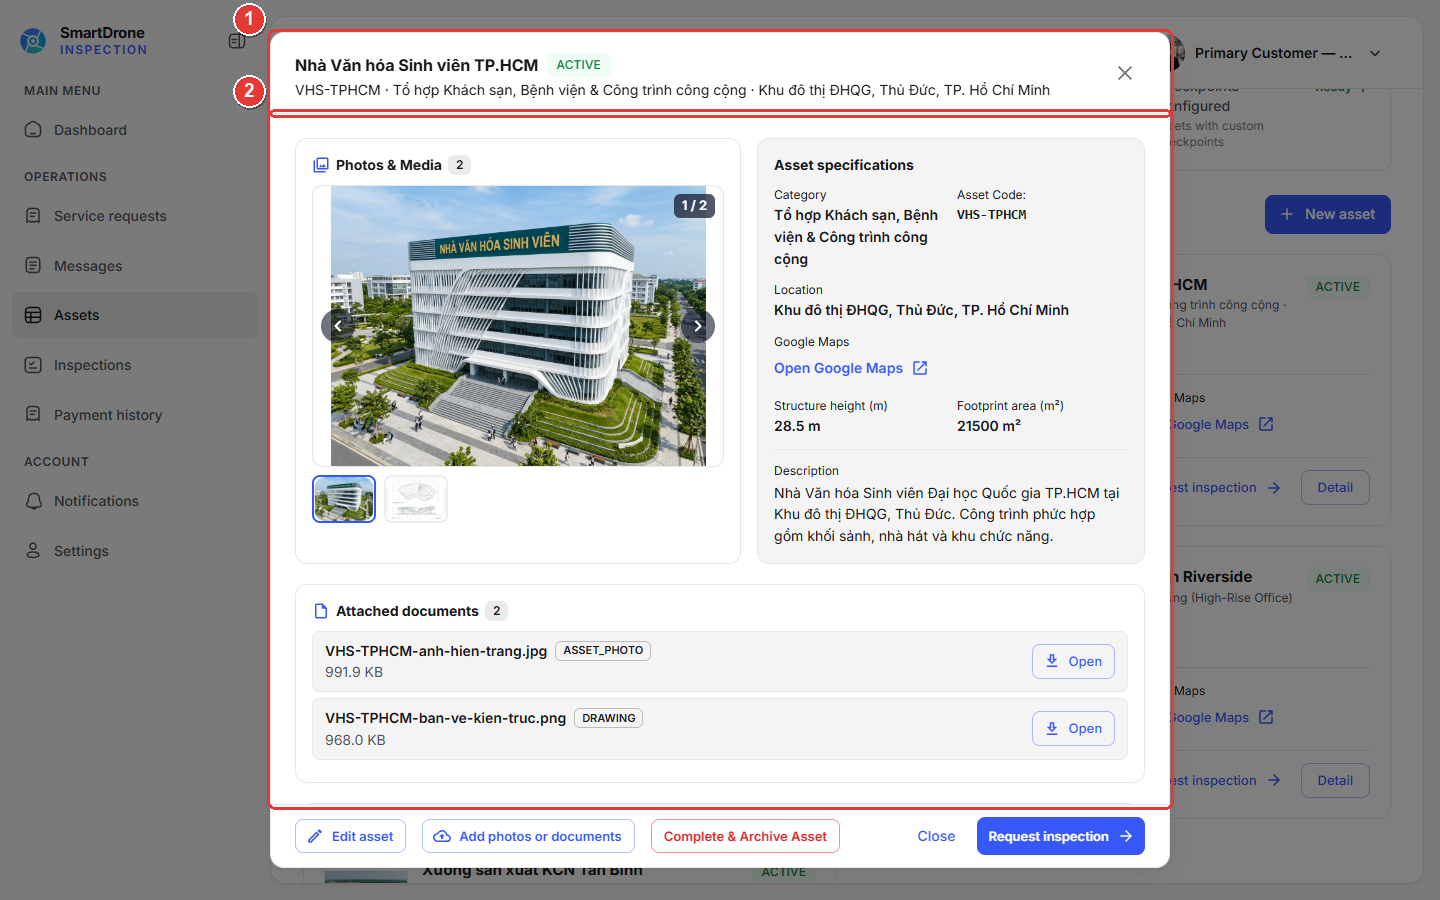 SmartDrone
INSPECTION
MAIN MENU
Dashboard
OPERATIONS
Service requests
Messages
Assets
Inspections
Payment history
ACCOUNT
Notifications
Settings
1
2
Nhà Văn hóa Sinh viên TP.HCM ACTIVE
VHS-TPHCM · Tổ hợp Khách sạn, Bệnh viện & Công trình công cộng · Khu đô thị ĐHQG, Thủ Đức, TP. Hồ Chí Minh
Photos & Media 2
1 / 2
NHÀ VĂN HÓA SINH VIÊN
Asset specifications
Category
Tổ hợp Khách sạn, Bệnh viện & Công trình công cộng
Asset Code:
VHS-TPHCM
Location
Khu đô thị ĐHQG, Thủ Đức, TP. Hồ Chí Minh
Google Maps
Open Google Maps
Structure height (m)
28.5 m
Footprint area (m²)
21500 m²
Description
Nhà Văn hóa Sinh viên Đại học Quốc gia TP.HCM tại
Khu đô thị ĐHQG, Thủ Đức. Công trình phức hợp
gồm khối sảnh, nhà hát và khu chức năng.
Attached documents 2
VHS-TPHCM-anh-hien-trang.jpg ASSET_PHOTO
991.9 KB
Open
VHS-TPHCM-ban-ve-kien-truc.png DRAWING
968.0 KB
Open
Edit asset
Add photos or documents
Complete & Archive Asset
Close
Request inspection
Primary Customer — ...
nfigured
ets with custom
ckpoints
New asset
HCM ACTIVE
ng trình công cộng ·
Chí Minh
Maps
Google Maps
est inspection
Detail
n Riverside ACTIVE
ng (High-Rise Office)
Maps
Google Maps
est inspection
Detail
Xưởng sản xuất KCN Tân Bình ACTIVE